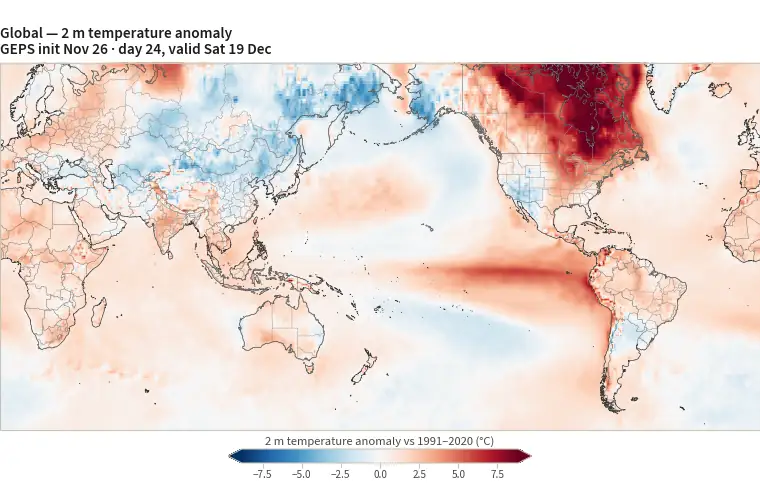 Global — 2 m temperature anomaly
GEPS init Nov 26 · day 24, valid Sat 19 Dec
2 m temperature anomaly vs 1991–2020 (°C)
−7.5 −5.0 −2.5 0.0 2.5 5.0 7.5